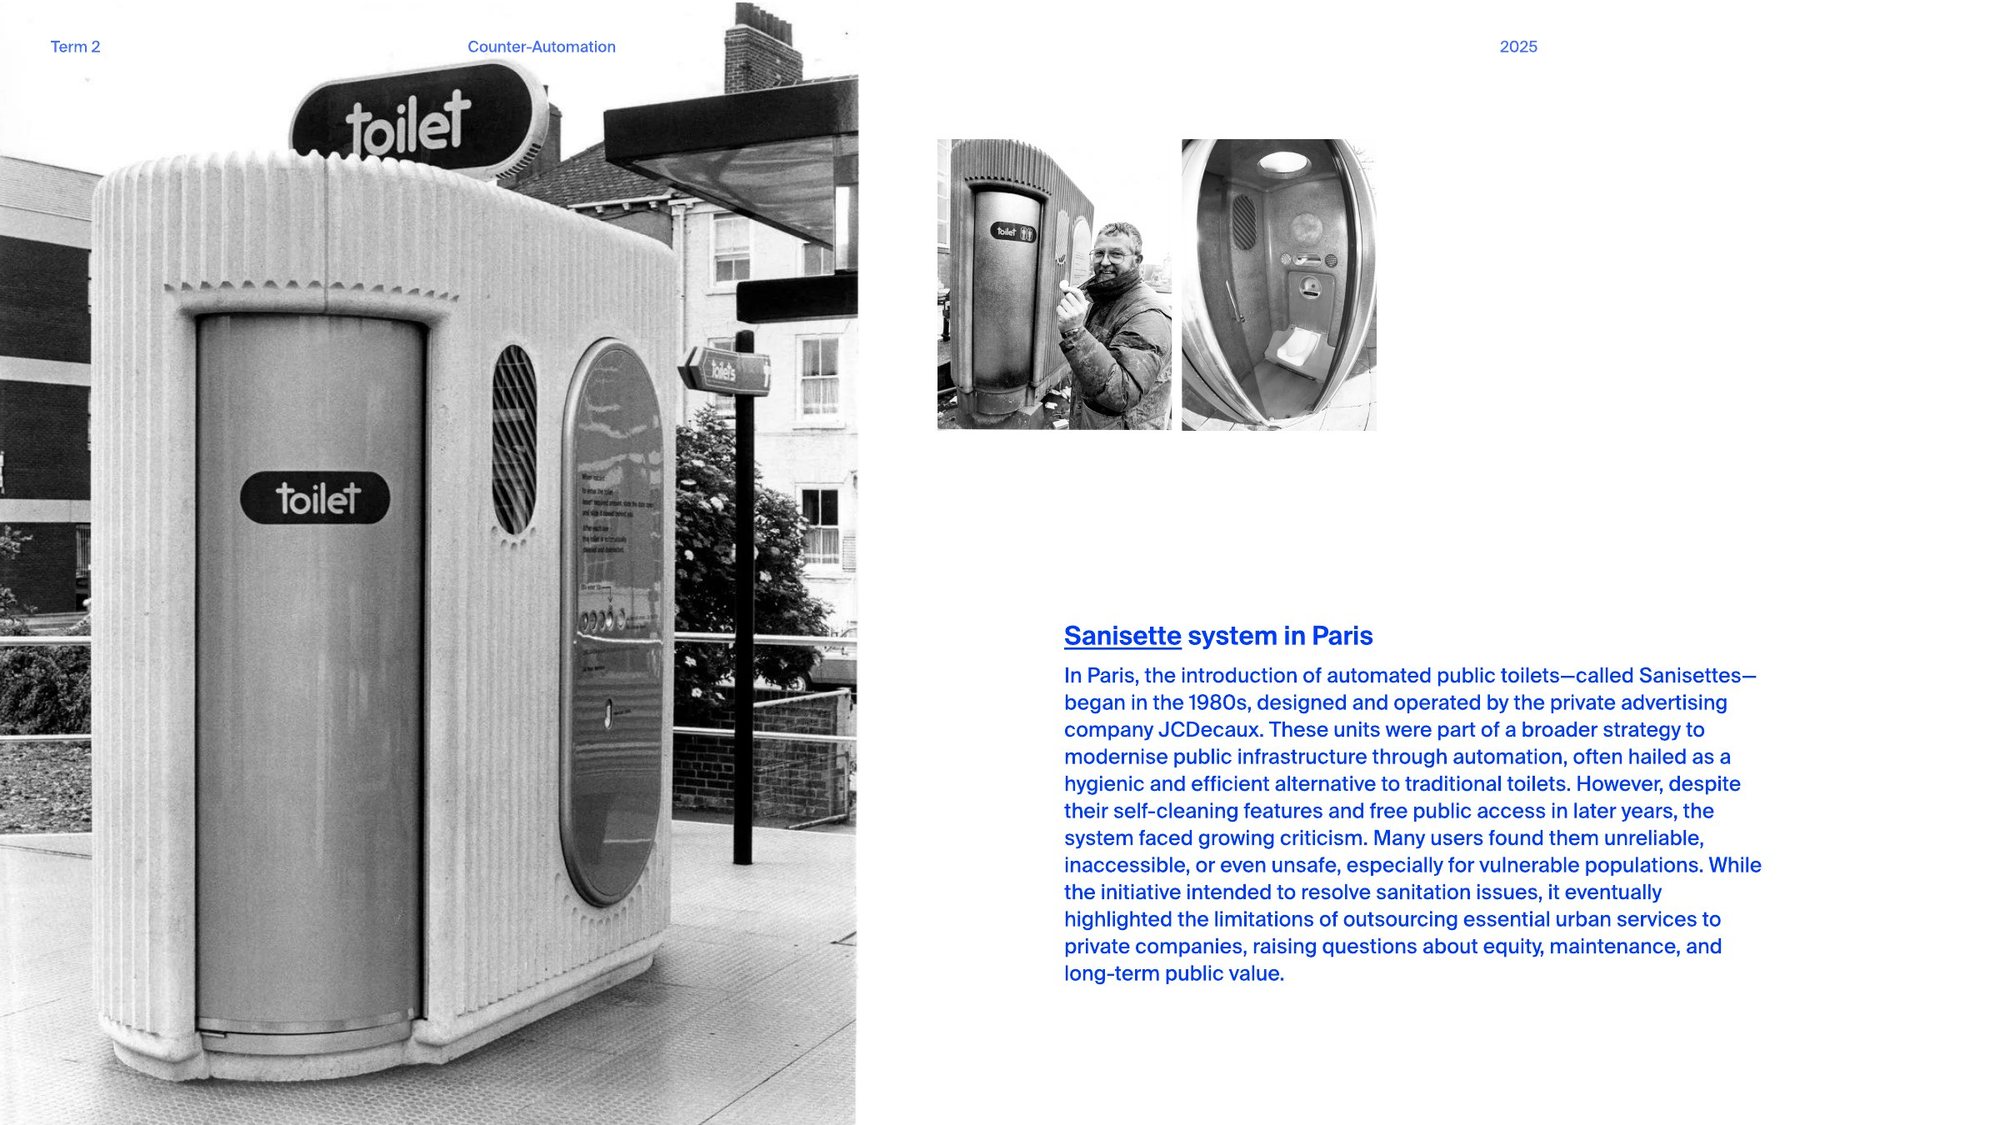 Term 2
Counter-Automation
2025
toilet
toilet
toilets
toilet
Sanisette system in Paris
In Paris, the introduction of automated public toilets—called Sanisettes—
began in the 1980s, designed and operated by the private advertising
company JCDecaux. These units were part of a broader strategy to
modernise public infrastructure through automation, often hailed as a
hygienic and efficient alternative to traditional toilets. However, despite
their self-cleaning features and free public access in later years, the
system faced growing criticism. Many users found them unreliable,
inaccessible, or even unsafe, especially for vulnerable populations. While
the initiative intended to resolve sanitation issues, it eventually
highlighted the limitations of outsourcing essential urban services to
private companies, raising questions about equity, maintenance, and
long-term public value.